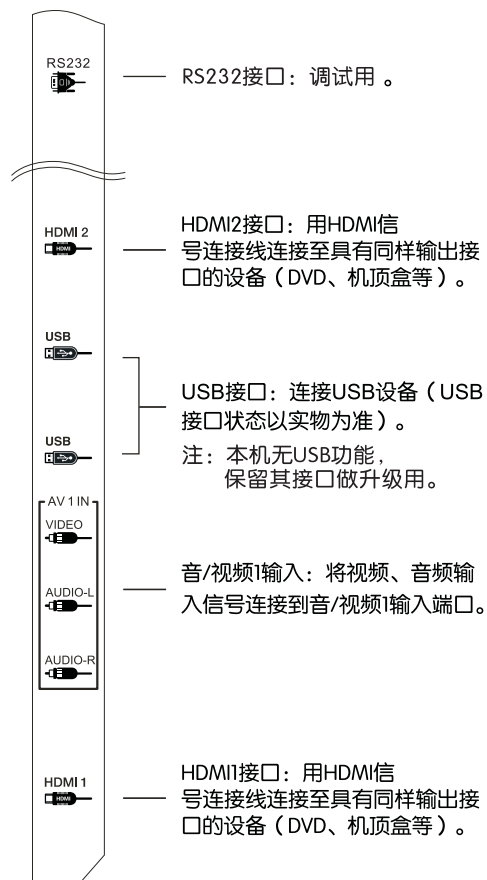 RS232
RS232接口：调试用 。
HDMI 2
HDMI2接口：用HDMI信
号连接线连接至具有同样输出接
口的设备（DVD、机顶盒等）。
USB
USB
USB接口：连接USB设备（USB
接口状态以实物为准）。
注：本机无USB功能，
保留其接口做升级用。
AV 1 IN
VIDEO
AUDIO-L
AUDIO-R
音/视频1输入：将视频、音频输
入信号连接到音/视频1输入端口。
HDMI 1
HDMI1接口：用HDMI信
号连接线连接至具有同样输出接
口的设备（DVD、机顶盒等）。